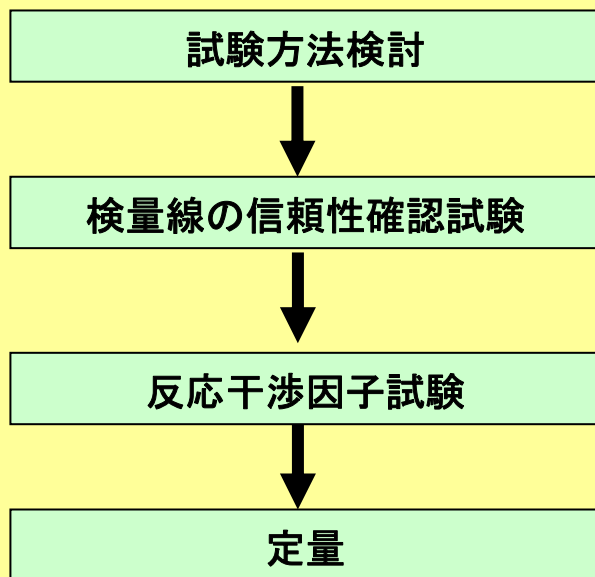 試験方法検討
検量線の信頼性確認試験
反応干渉因子試験
定量